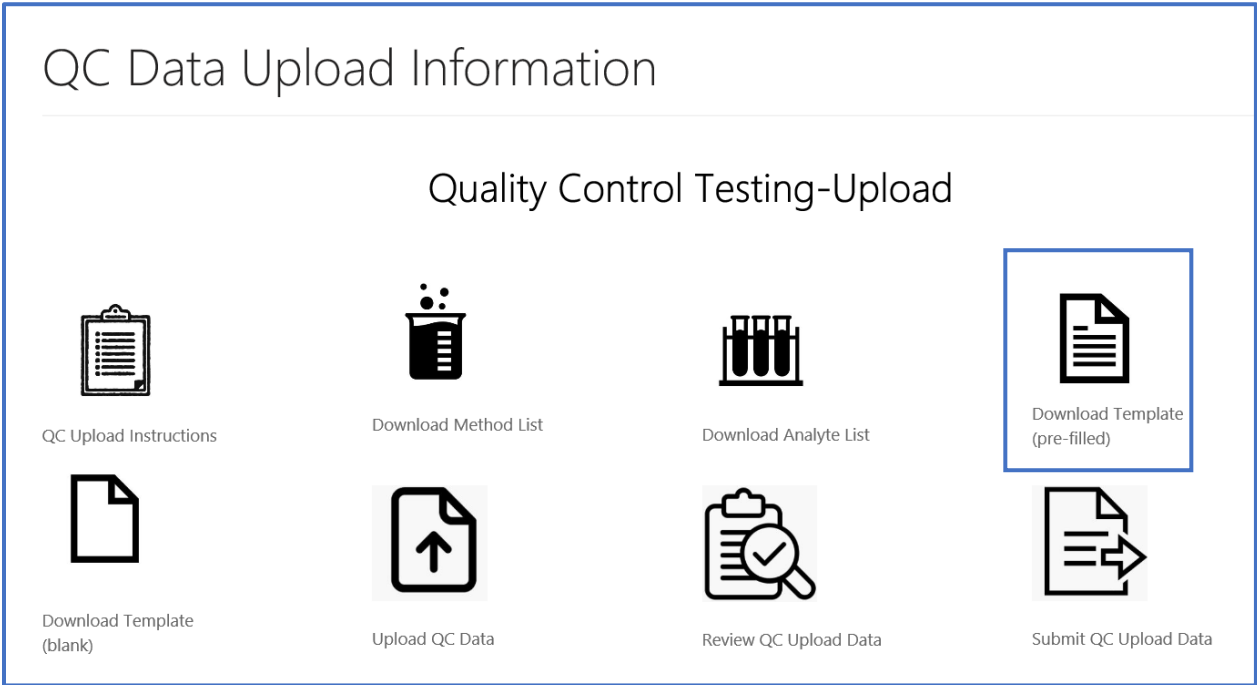 QC Data Upload Information
Quality Control Testing-Upload
QC Upload Instructions
Download Method List
Download Analyte List
Download Template
(pre-filled)
Download Template
(blank)
Upload QC Data
Review QC Upload Data
Submit QC Upload Data